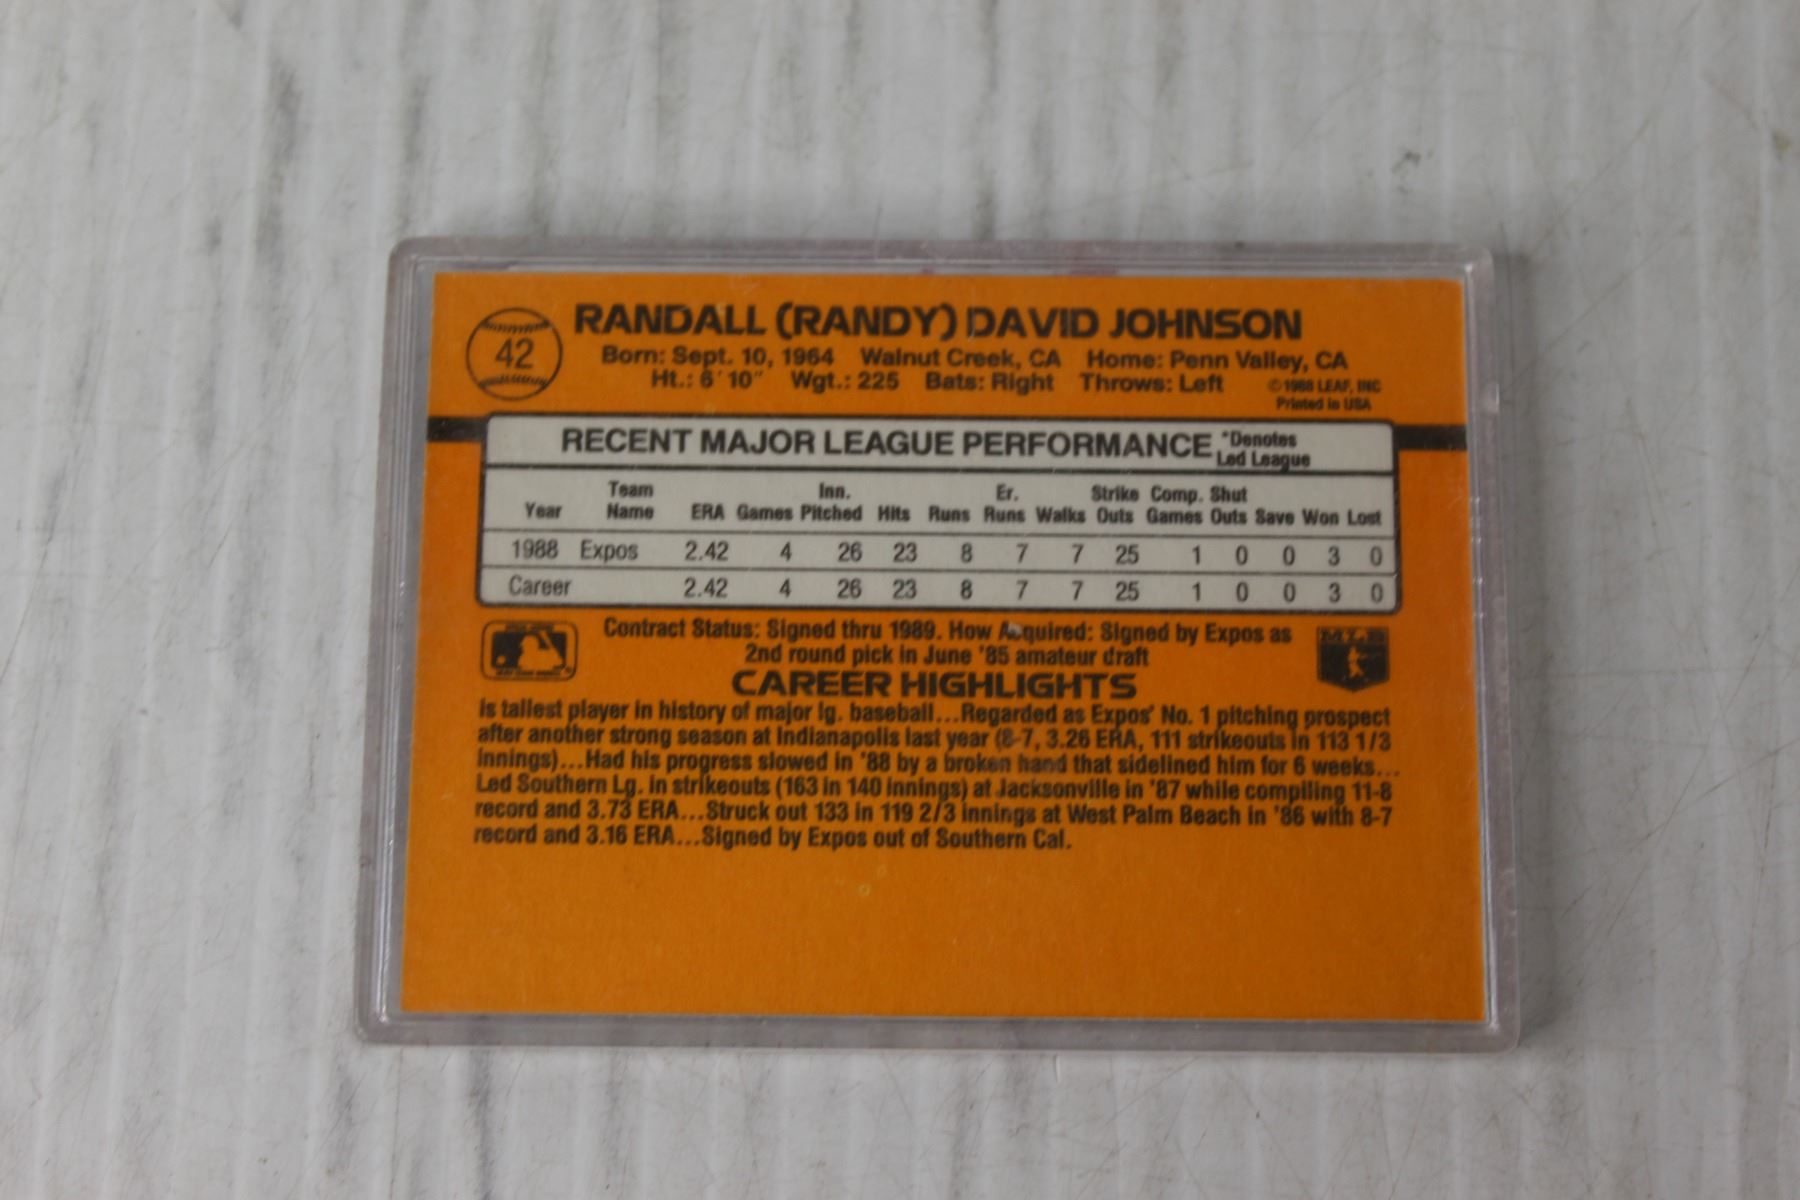 42
RANDALL (RANDY) DAVID JOHNSON
Born: Sept. 10, 1964 Walnut Creek, CA Home: Penn Valley, CA
Ht.: 6'10" Wgt.: 225 Bats: Right Throws: Left ©1988 LEAF, INC
Printed in USA
RECENT MAJOR LEAGUE PERFORMANCE *Denotes
Led League
Team Inn. Er. Strike Comp. Shut
Year Name ERA Games Pitched Hits Runs Runs Walks Outs Games Outs Save Won Lost
1988 Expos 2.42 4 26 23 8 7 7 25 1 0 0 3 0
Career 2.42 4 26 23 8 7 7 25 1 0 0 3 0
Contract Status: Signed thru 1989. How Acquired: Signed by Expos as
2nd round pick in June '85 amateur draft
MLB
CAREER HIGHLIGHTS
Is tallest player in history of major lg. baseball...Regarded as Expos' No. 1 pitching prospect
after another strong season at Indianapolis last year (8-7, 3.26 ERA, 111 strikeouts in 113 1/3
innings)...Had his progress slowed in '88 by a broken hand that sidelined him for 6 weeks...
Led Southern Lg. in strikeouts (163 in 140 innings) at Jacksonville in '87 while compiling 11-8
record and 3.73 ERA...Struck out 133 in 119 2/3 innings at West Palm Beach in '86 with 8-7
record and 3.16 ERA...Signed by Expos out of Southern Cal.